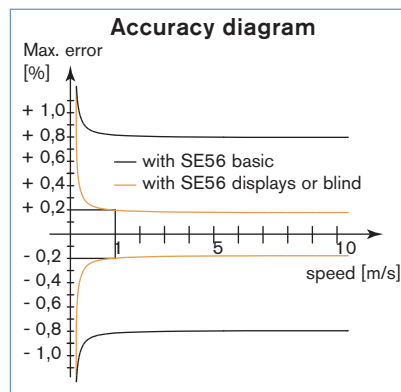 Accuracy diagram
Max. error
[%]
+ 1,0
+ 0,8
+ 0,6
with SE56 basic
+ 0,4
with SE56 displays or blind
+ 0,2
1
5
10
- 0,2
speed [m/s]
- 0,4
- 0,6
- 0,8
- 1,0